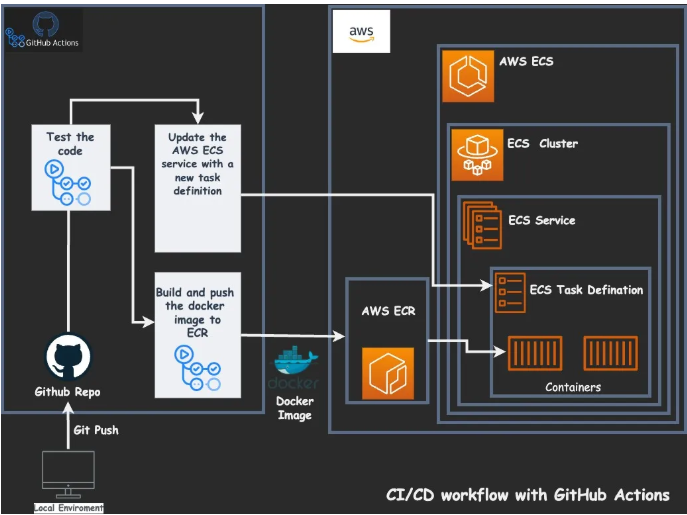 GitHub Actions
aws
AWS ECS
Test the
code
Update the
AWS ECS
service with a
new task
definition
ECS Cluster
ECS Service
ECS Task Defination
Build and push
the docker
image to
ECR
AWS ECR
docker
Docker
Image
Containers
Github Repo
Git Push
Local Enviroment
CI/CD workflow with GitHub Actions